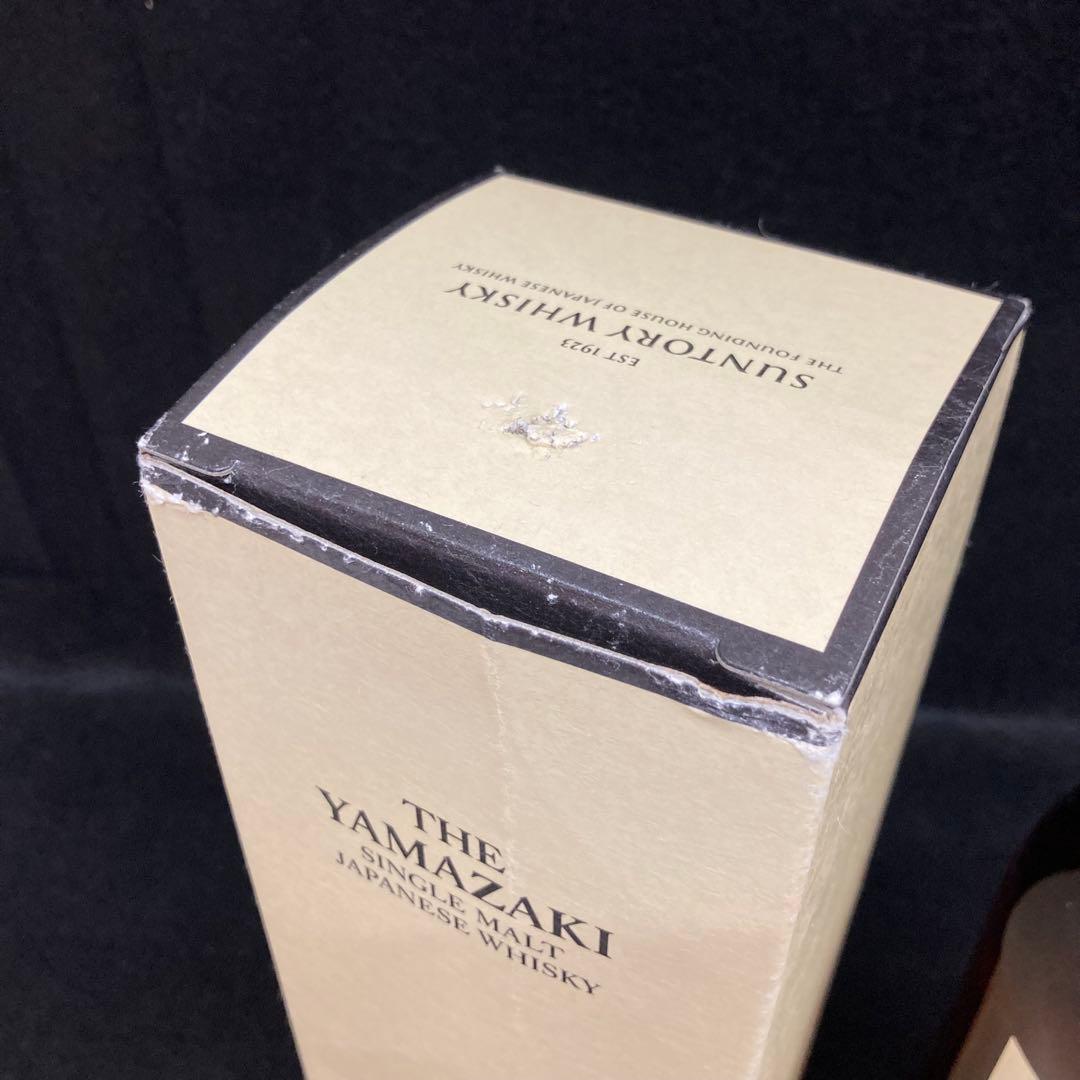 EST 1923
SUNTORY WHISKY
THE FOUNDING HOUSE OF JAPANESE WHISKY
THE
YAMAZAKI
SINGLE MALT
JAPANESE WHISKY